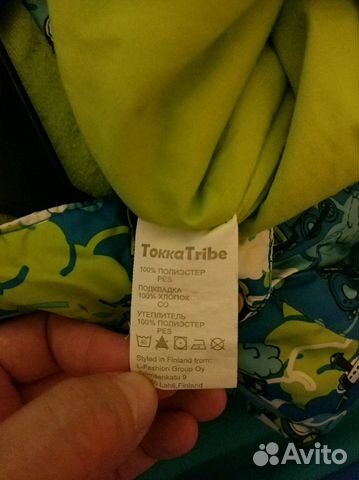 TokkaTribe
100% ПОЛИЭСТЕР
PES
ПОДКЛАДКА
100% ХЛОПОК
CO
УТЕПЛИТЕЛЬ
100% ПОЛИЭСТЕР
PES
Styled in Finland from:
L-Fashion Group Oy
9
Lahti, Finland
Avito